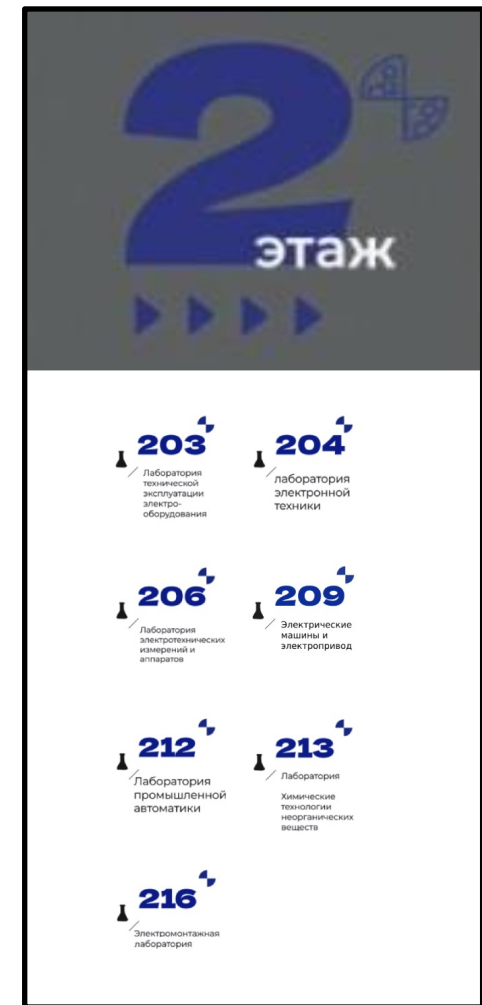 2
этаж
203
Лаборатория
технической
эксплуатации
электро-
оборудования
204
лаборатория
электронной
техники
206
Лаборатория
электротехнических
измерений и
аппаратов
209
Электрические
машины и
электропривод
212
Лаборатория
промышленной
автоматики
213
Лаборатория
Химические
технологии
неорганических
веществ
216
Электромонтажная
лаборатория